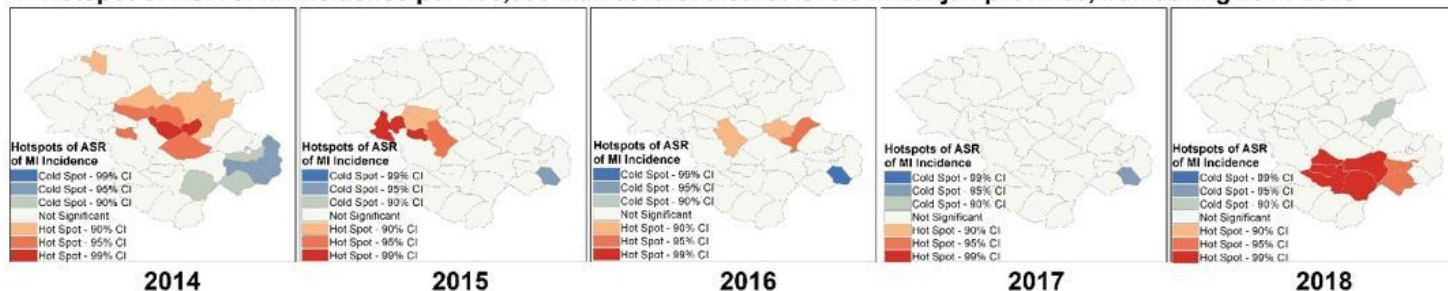 Hotspots of ASR
of MI Incidence
Cold Spot - 99% CI
Cold Spot - 95% CI
Cold Spot - 90% CI
Not Significant
Hot Spot - 90% CI
Hot Spot - 95% CI
Hot Spot - 99% CI
2014
Hotspots of ASR
of MI Incidence
Cold Spot - 99% CI
Cold Spot - 95% CI
Cold Spot - 90% CI
Not Significant
Hot Spot - 90% CI
Hot Spot - 95% CI
Hot Spot - 99% CI
2015
Hotspots of ASR
of MI Incidence
Cold Spot - 99% CI
Cold Spot - 95% CI
Cold Spot - 90% CI
Not Significant
Hot Spot - 90% CI
Hot Spot - 95% CI
Hot Spot - 99% CI
2016
Hotspots of ASR
of MI Incidence
Cold Spot - 99% CI
Cold Spot - 95% CI
Cold Spot - 90% CI
Not Significant
Hot Spot - 90% CI
Hot Spot - 95% CI
Hot Spot - 99% CI
2017
Hotspots of ASR
of MI Incidence
Cold Spot - 99% CI
Cold Spot - 95% CI
Cold Spot - 90% CI
Not Significant
Hot Spot - 90% CI
Hot Spot - 95% CI
Hot Spot - 99% CI
2018